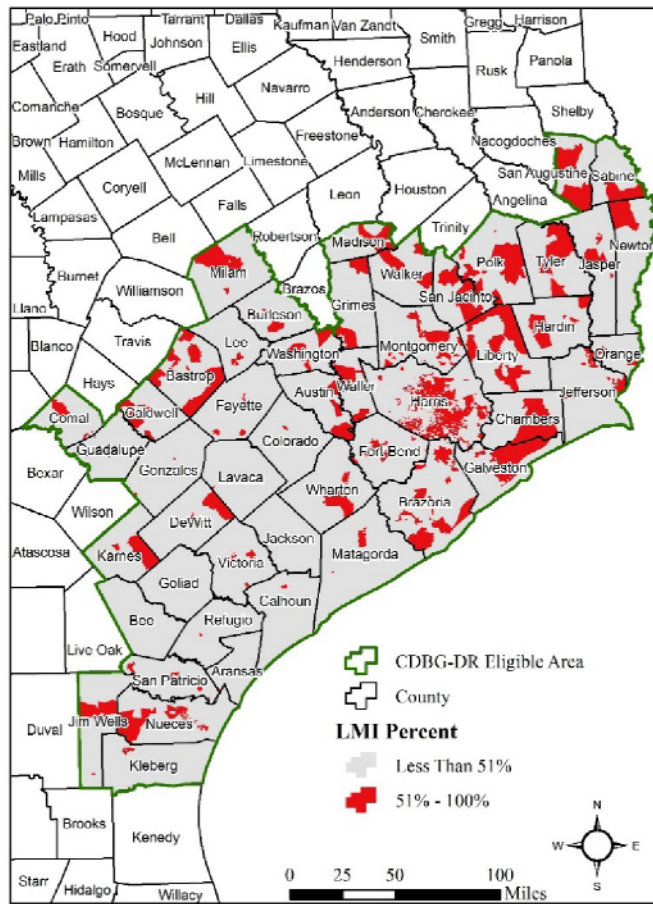 Palo Pinto
Tarrant
Dallas
Kaufman
Van Zandt
Gregg
Harrison
Eastland
Hood
Johnson
Ellis
Smith
Panola
Erath
Somervell
Henderson
Rusk
Comanche
Bosque
Hill
Navarro
Anderson
Cherokee
Shelby
Brown
Hamilton
Freestone
Nacogdoches
Mills
McLennan
Limestone
San Augustine
Sabine
Coryell
Leon
Houston
Angelina
Lampasas
Falls
Trinity
Bell
Robertson
Madison
Newton
Burnet
Milam
Walker
Polk
Tyler
Jasper
Llano
Williamson
Brazos
Grimes
San Jacinto
Burleson
Hardin
Blanco
Travis
Lee
Washington
Montgomery
Liberty
Orange
Hays
Bastrop
Austin
Waller
Harris
Jefferson
Comal
Caldwell
Fayette
Chambers
Guadalupe
Colorado
Fort Bend
Galveston
Bexar
Gonzales
Lavaca
Wharton
Brazoria
Wilson
DeWitt
Atascosa
Karnes
Jackson
Matagorda
Goliad
Victoria
Calhoun
Bee
Refugio
Live Oak
Aransas
San Patricio
Duval
Jim Wells
Nueces
Kleberg
Brooks
Kenedy
Starr
Hidalgo
Willacy
CDBG-DR Eligible Area
County
LMI Percent
Less Than 51%
51% - 100%
N
W
E
S
0 25 50 100
Miles